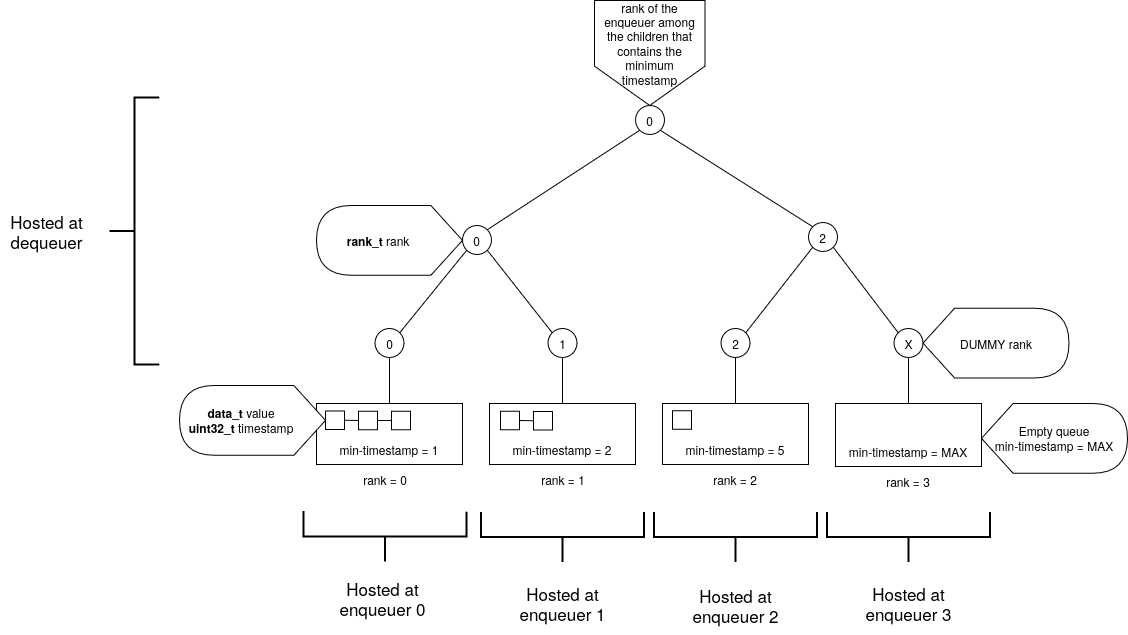 rank of the
enqueuer among
the children that
contains the
minimum
timestamp
0
Hosted at
dequeuer
rank_t rank
0
2
0
1
2
X
DUMMY rank
data_t value
uint32_t timestamp
min-timestamp = 1
min-timestamp = 2
min-timestamp = 5
min-timestamp = MAX
Empty queue
min-timestamp = MAX
rank = 0
rank = 1
rank = 2
rank = 3
Hosted at
enqueuer 0
Hosted at
enqueuer 1
Hosted at
enqueuer 2
Hosted at
enqueuer 3